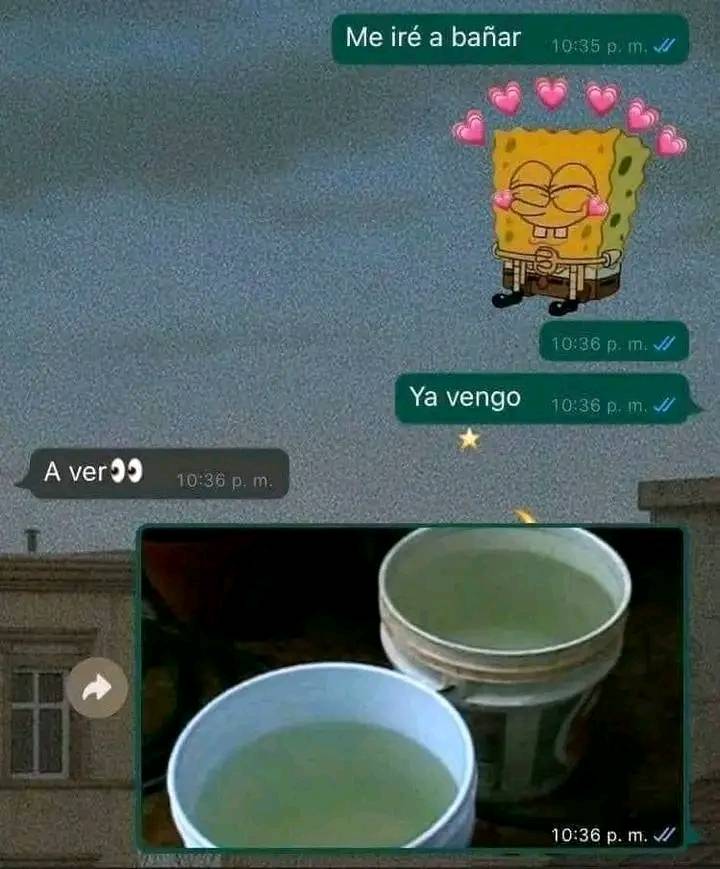 Me iré a bañar 10:35 p. m.
10:36 p. m.
Ya vengo 10:36 p. m.
A ver👀 10:36 p. m.
10:36 p. m.